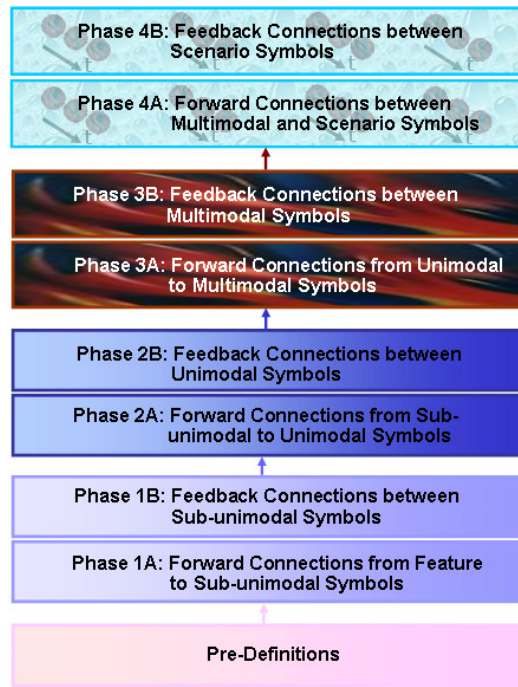 Phase 4B: Feedback Connections between
Scenario Symbols
t t t t
Phase 4A: Forward Connections between
Multimodal and Scenario Symbols
t t t t
Phase 3B: Feedback Connections between
Multimodal Symbols
Phase 3A: Forward Connections from Unimodal
to Multimodal Symbols
Phase 2B: Feedback Connections between
Unimodal Symbols
Phase 2A: Forward Connections from Sub-
unimodal to Unimodal Symbols
Phase 1B: Feedback Connections between
Sub-unimodal Symbols
Phase 1A: Forward Connections from Feature
to Sub-unimodal Symbols
Pre-Definitions